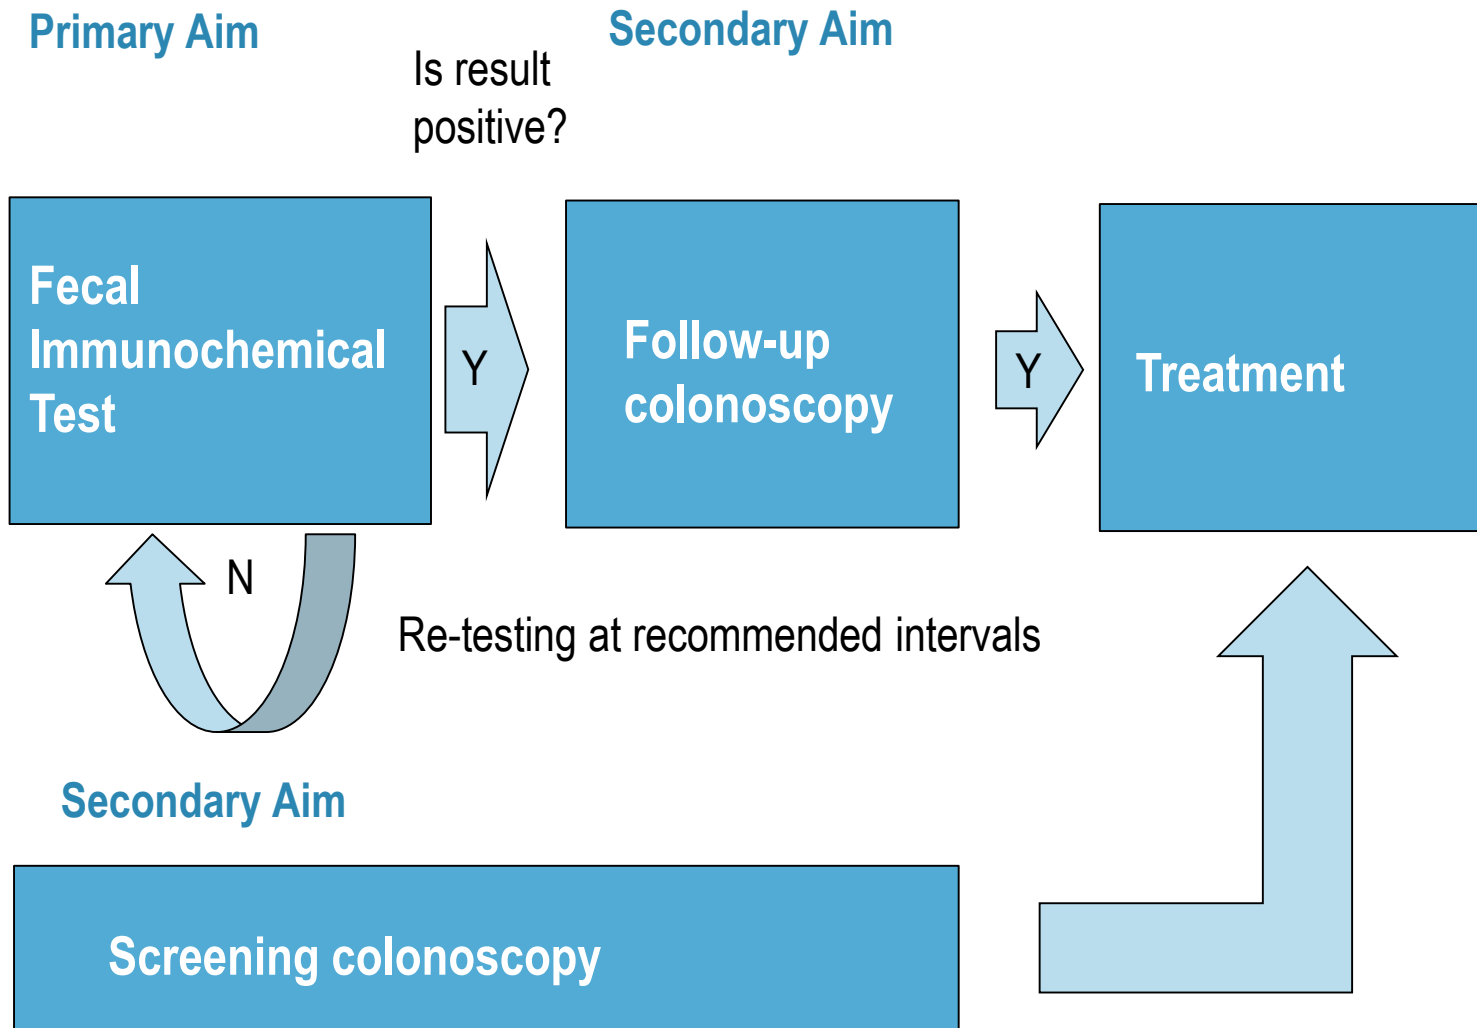 Primary Aim
Secondary Aim
Is result
positive?
Fecal
Immunochemical
Test
Y
Follow-up
colonoscopy
Y
Treatment
N
Re-testing at recommended intervals
Secondary Aim
Screening colonoscopy